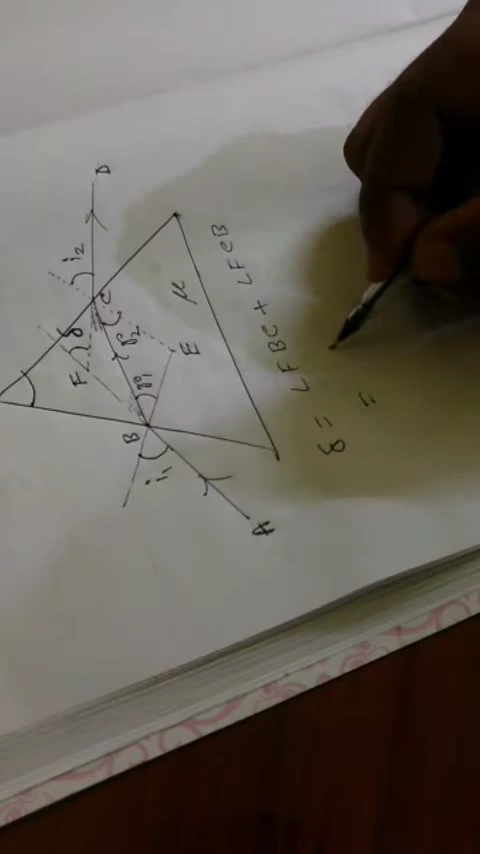 A
B
i₁
r₁
r₂
C
i₂
D
F
δ
E
μ
δ = ∠FBC + ∠FCB
=